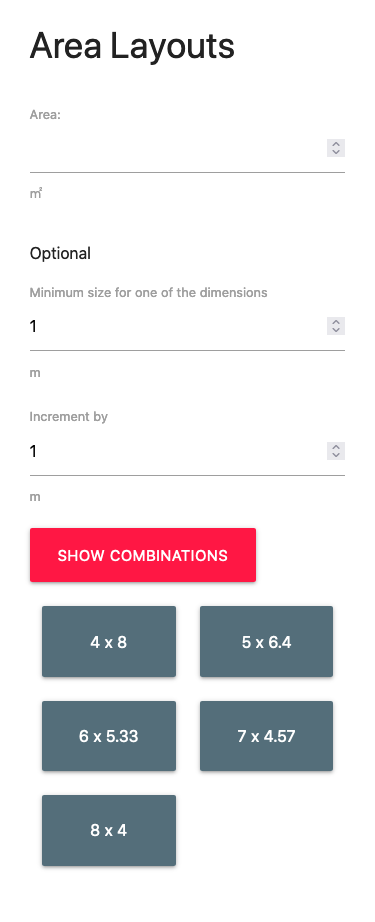 Area Layouts
Area:
㎡
Optional
Minimum size for one of the dimensions
1
m
Increment by
1
m
SHOW COMBINATIONS
4 x 8
5 x 6.4
6 x 5.33
7 x 4.57
8 x 4